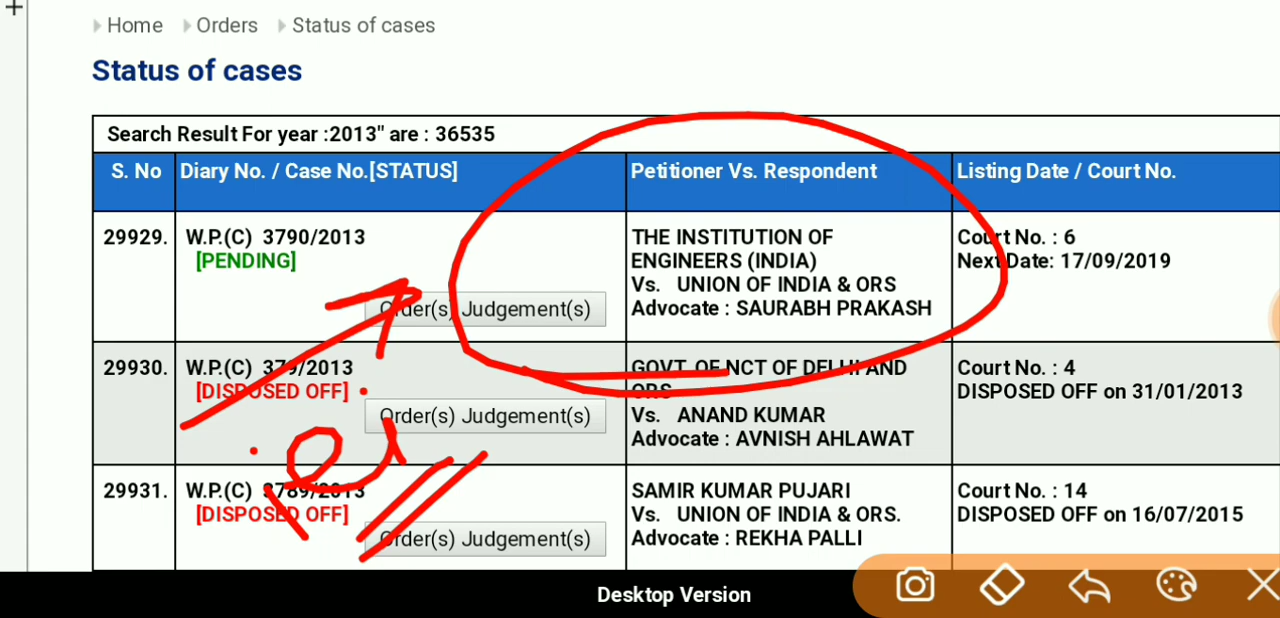 Home Orders Status of cases
Status of cases
Search Result For year :2013" are : 36535
S. No Diary No. / Case No.[STATUS] Petitioner Vs. Respondent Listing Date / Court No.
29929. W.P.(C) 3790/2013
[PENDING]
Order(s) Judgement(s)
THE INSTITUTION OF
ENGINEERS (INDIA)
Vs. UNION OF INDIA & ORS
Advocate : SAURABH PRAKASH
Court No. : 6
Next Date: 17/09/2019
29930. W.P.(C) 379/2013
[DISPOSED OFF]
Order(s) Judgement(s)
GOVT. OF NCT OF DELHI AND
ORS
Vs. ANAND KUMAR
Advocate : AVNISH AHLAWAT
Court No. : 4
DISPOSED OFF on 31/01/2013
29931. W.P.(C) 3789/2013
[DISPOSED OFF]
Order(s) Judgement(s)
SAMIR KUMAR PUJARI
Vs. UNION OF INDIA & ORS.
Advocate : REKHA PALLI
Court No. : 14
DISPOSED OFF on 16/07/2015
Desktop Version